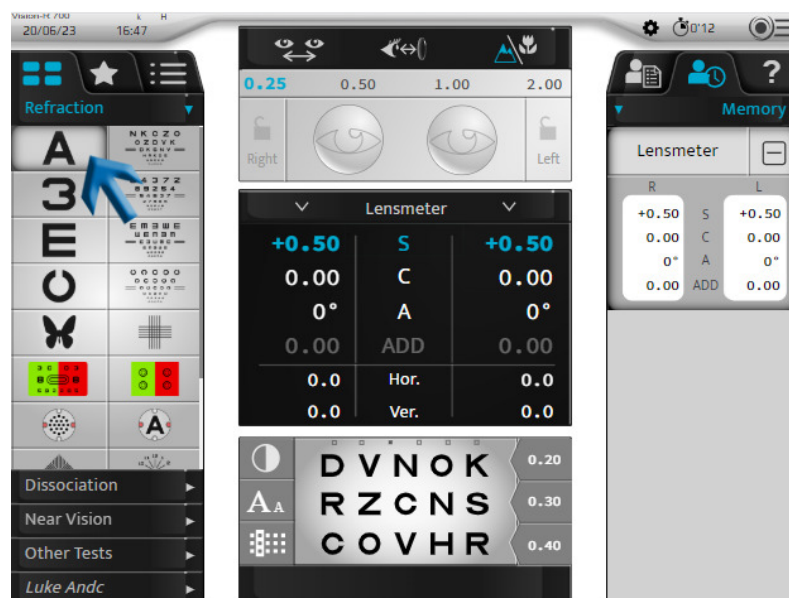 Vision-R 700
20/06/23 16:47
k H
0'12
Refraction
A
3
E
NKOZO
OZDVK
0.25 0.50 1.00 2.00
Right
Left
Lensmeter
+0.50 S +0.50
0.00 C 0.00
0° A 0°
0.00 ADD 0.00
0.0 Hor. 0.0
0.0 Ver. 0.0
A A
DVNOK 0.20
RZCNS 0.30
COVHR 0.40
Dissociation
Near Vision
Other Tests
Luke Andc
?
Memory
Lensmeter
R L
+0.50 S +0.50
0.00 C 0.00
0° A 0°
0.00 ADD 0.00